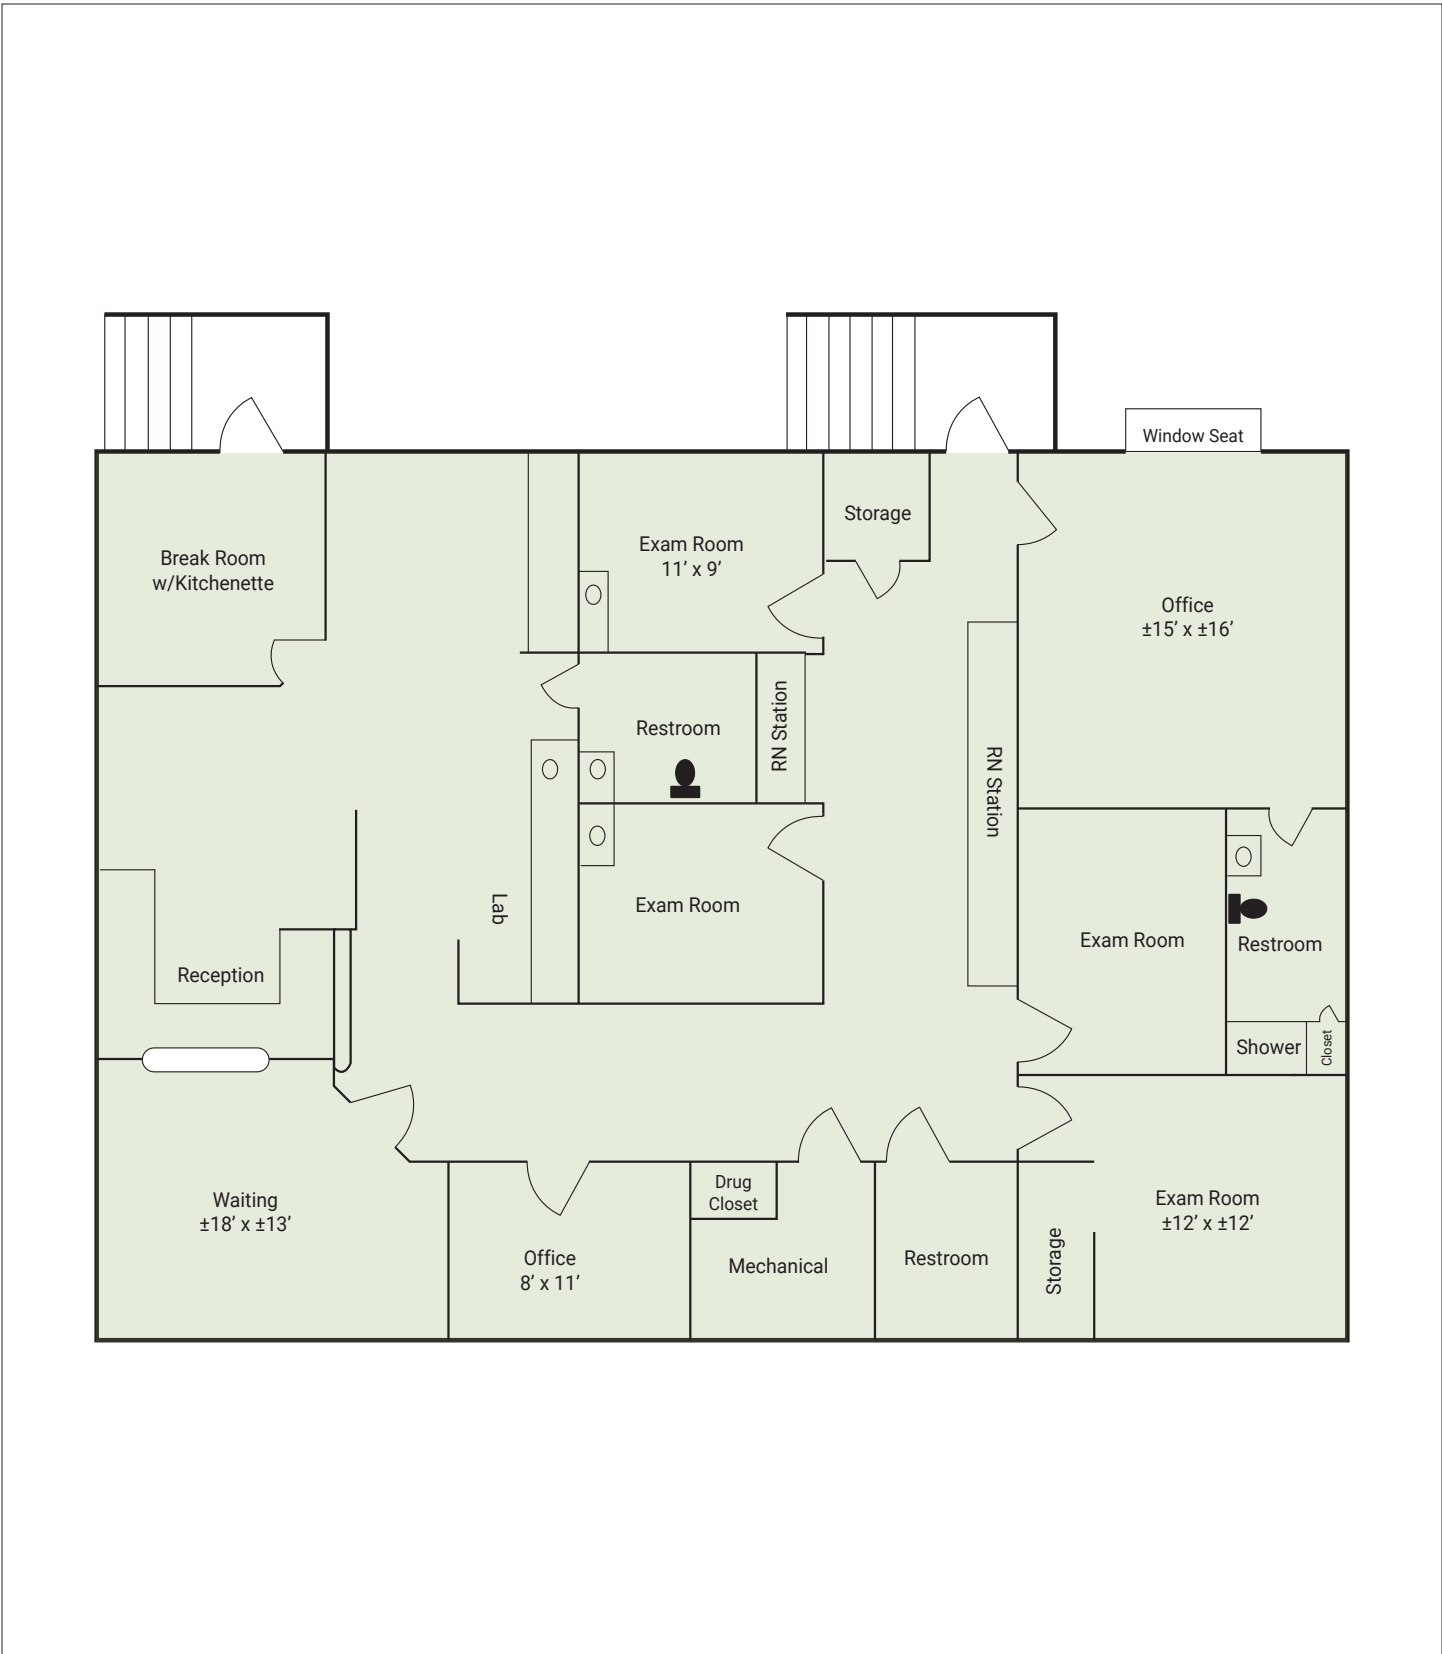 Window Seat
Break Room
w/Kitchenette
Exam Room
11’ x 9’
Storage
Office
±15’ x ±16’
Restroom
RN Station
RN Station
Lab
Exam Room
Exam Room
Restroom
Reception
Shower
Closet
Waiting
±18’ x ±13’
Office
8’ x 11’
Drug
Closet
Mechanical
Restroom
Storage
Exam Room
±12’ x ±12’